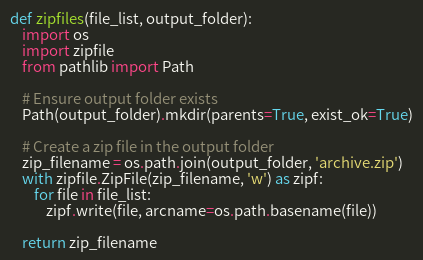 def zipfiles(file_list, output_folder):
    import os
    import zipfile
    from pathlib import Path

    # Ensure output folder exists
    Path(output_folder).mkdir(parents=True, exist_ok=True)

    # Create a zip file in the output folder
    zip_filename = os.path.join(output_folder, 'archive.zip')
    with zipfile.ZipFile(zip_filename, 'w') as zipf:
        for file in file_list:
            zipf.write(file, arcname=os.path.basename(file))

    return zip_filename